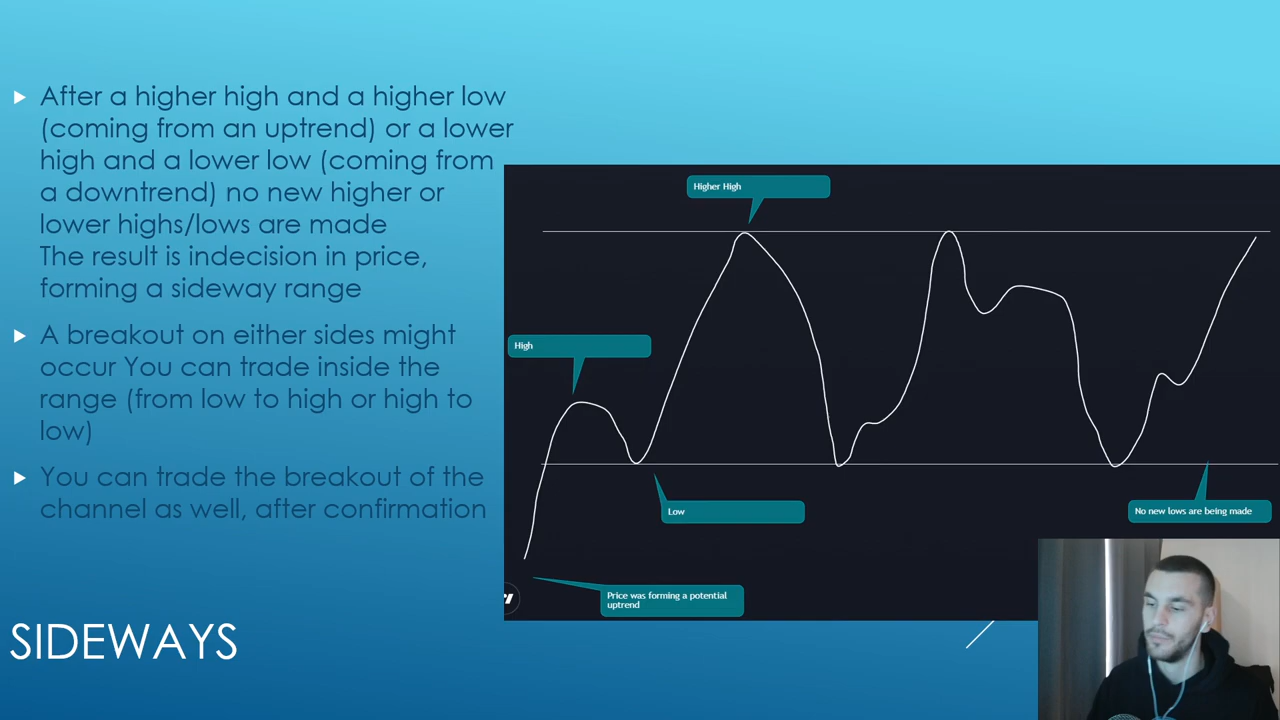 After a higher high and a higher low
(coming from an uptrend) or a lower
high and a lower low (coming from
a downtrend) no new higher or
lower highs/lows are made
The result is indecision in price,
forming a sideway range
A breakout on either sides might
occur You can trade inside the
range (from low to high or high to
low)
You can trade the breakout of the
channel as well, after confirmation
SIDEWAYS
Higher High
High
Low
No new lows are being made
Price was forming a potential
uptrend